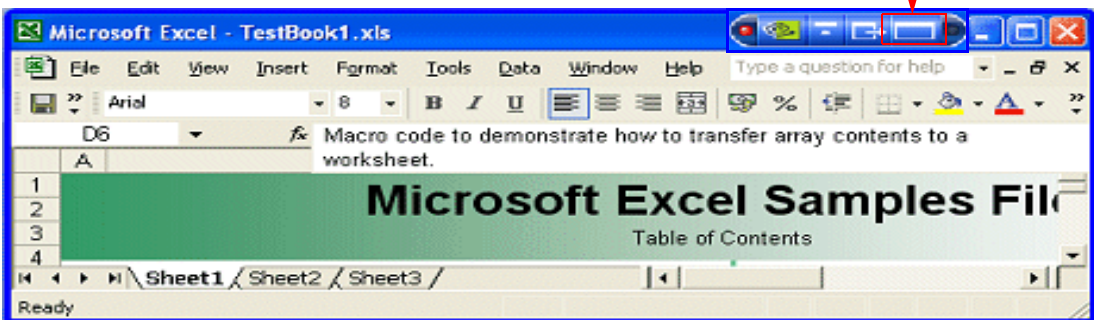 Microsoft Excel - TestBook1.xls
File Edit View Insert Format Tools Data Window Help Type a question for help
Arial 8 B I U %
D6 fx Macro code to demonstrate how to transfer array contents to a
worksheet.
A
1
Microsoft Excel Samples Fil
2
3 Table of Contents
4
Sheet1 Sheet2 Sheet3
Ready